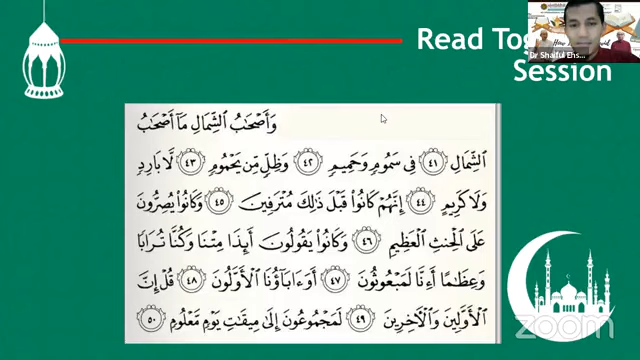 Read Tog
Session
Dr Shaiful Ehs...
وَأَصْحَٰبُ ٱلشِّمَالِ مَآ أَصْحَٰبُ
ٱلشِّمَالِ ٤١ فِى سَمُومٍ وَحَمِيمٍ ٤٢ وَظِلٍّ مِّن يَحْمُومٍ ٤٣ لَّا بَارِدٍ
وَلَا كَرِيمٍ ٤٤ إِنَّهُمْ كَانُوا۟ قَبْلَ ذَٰلِكَ مُتْرَفِينَ ٤٥ وَكَانُوا۟ يُصِرُّونَ
عَلَى ٱلْحِنثِ ٱلْعَظِيمِ ٤٦ وَكَانُوا۟ يَقُولُونَ أَئِذَا مِتْنَا وَكُنَّا تُرَابًا
وَعِظَٰمًا أَءِنَّا لَمَبْعُوثُونَ ٤٧ أَوَءَابَآؤُنَا ٱلْأَوَّلُونَ ٤٨ قُلْ إِنَّ
ٱلْأَوَّلِينَ وَٱلْءَاخِرِينَ ٤٩ لَمَجْمُوعُونَ إِلَىٰ مِيقَٰتِ يَوْمٍ مَّعْلُومٍ ٥٠
zoom